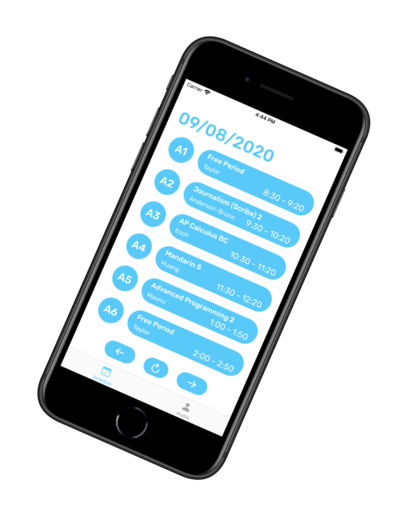 Carrier 4:44 PM
09/08/2020
A1 Free Period
Taylor 8:30 - 9:20
A2 Journalism (Scribe) 2
Anderson-Bruno 9:30 - 10:20
A3 AP Calculus BC
Esch 10:30 - 11:20
A4 Mandarin 5
Huang 11:30 - 12:20
A5 Advanced Programming 2
1:00 - 1:50
A6 Free Period
Taylor 2:00 - 2:50
Schedule Profile